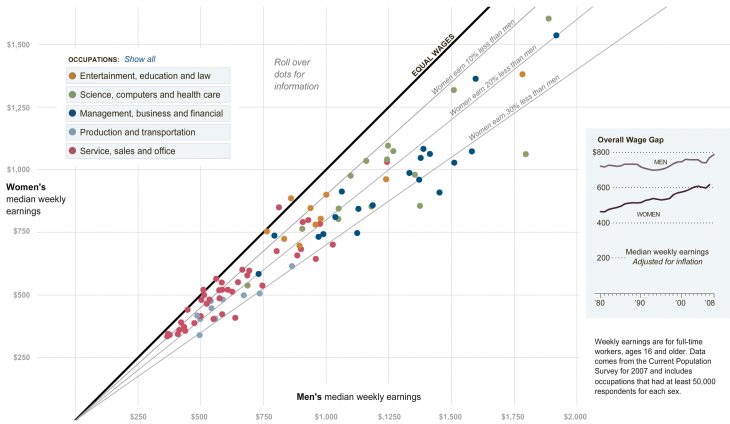 $1,500
$1,250
$1,000
$750
$500
$250
Women's
median weekly
earnings
OCCUPATIONS: Show all
Entertainment, education and law
Science, computers and health care
Management, business and financial
Production and transportation
Service, sales and office
Roll over
dots for
information
EQUAL WAGES
Women earn 10% less than men
Women earn 20% less than men
Women earn 30% less than men
Men's median weekly earnings
$250
$500
$750
$1,000
$1,250
$1,500
$1,750
$2,000
Overall Wage Gap
$800
MEN
600
WOMEN
400
200
Median weekly earnings
Adjusted for inflation
'80
'90
'00
'08
Weekly earnings are for full-time
workers, ages 16 and older. Data
comes from the Current Population
Survey for 2007 and includes
occupations that had at least 50,000
respondents for each sex.